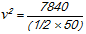 v² = 7840 / (1/2 × 50)